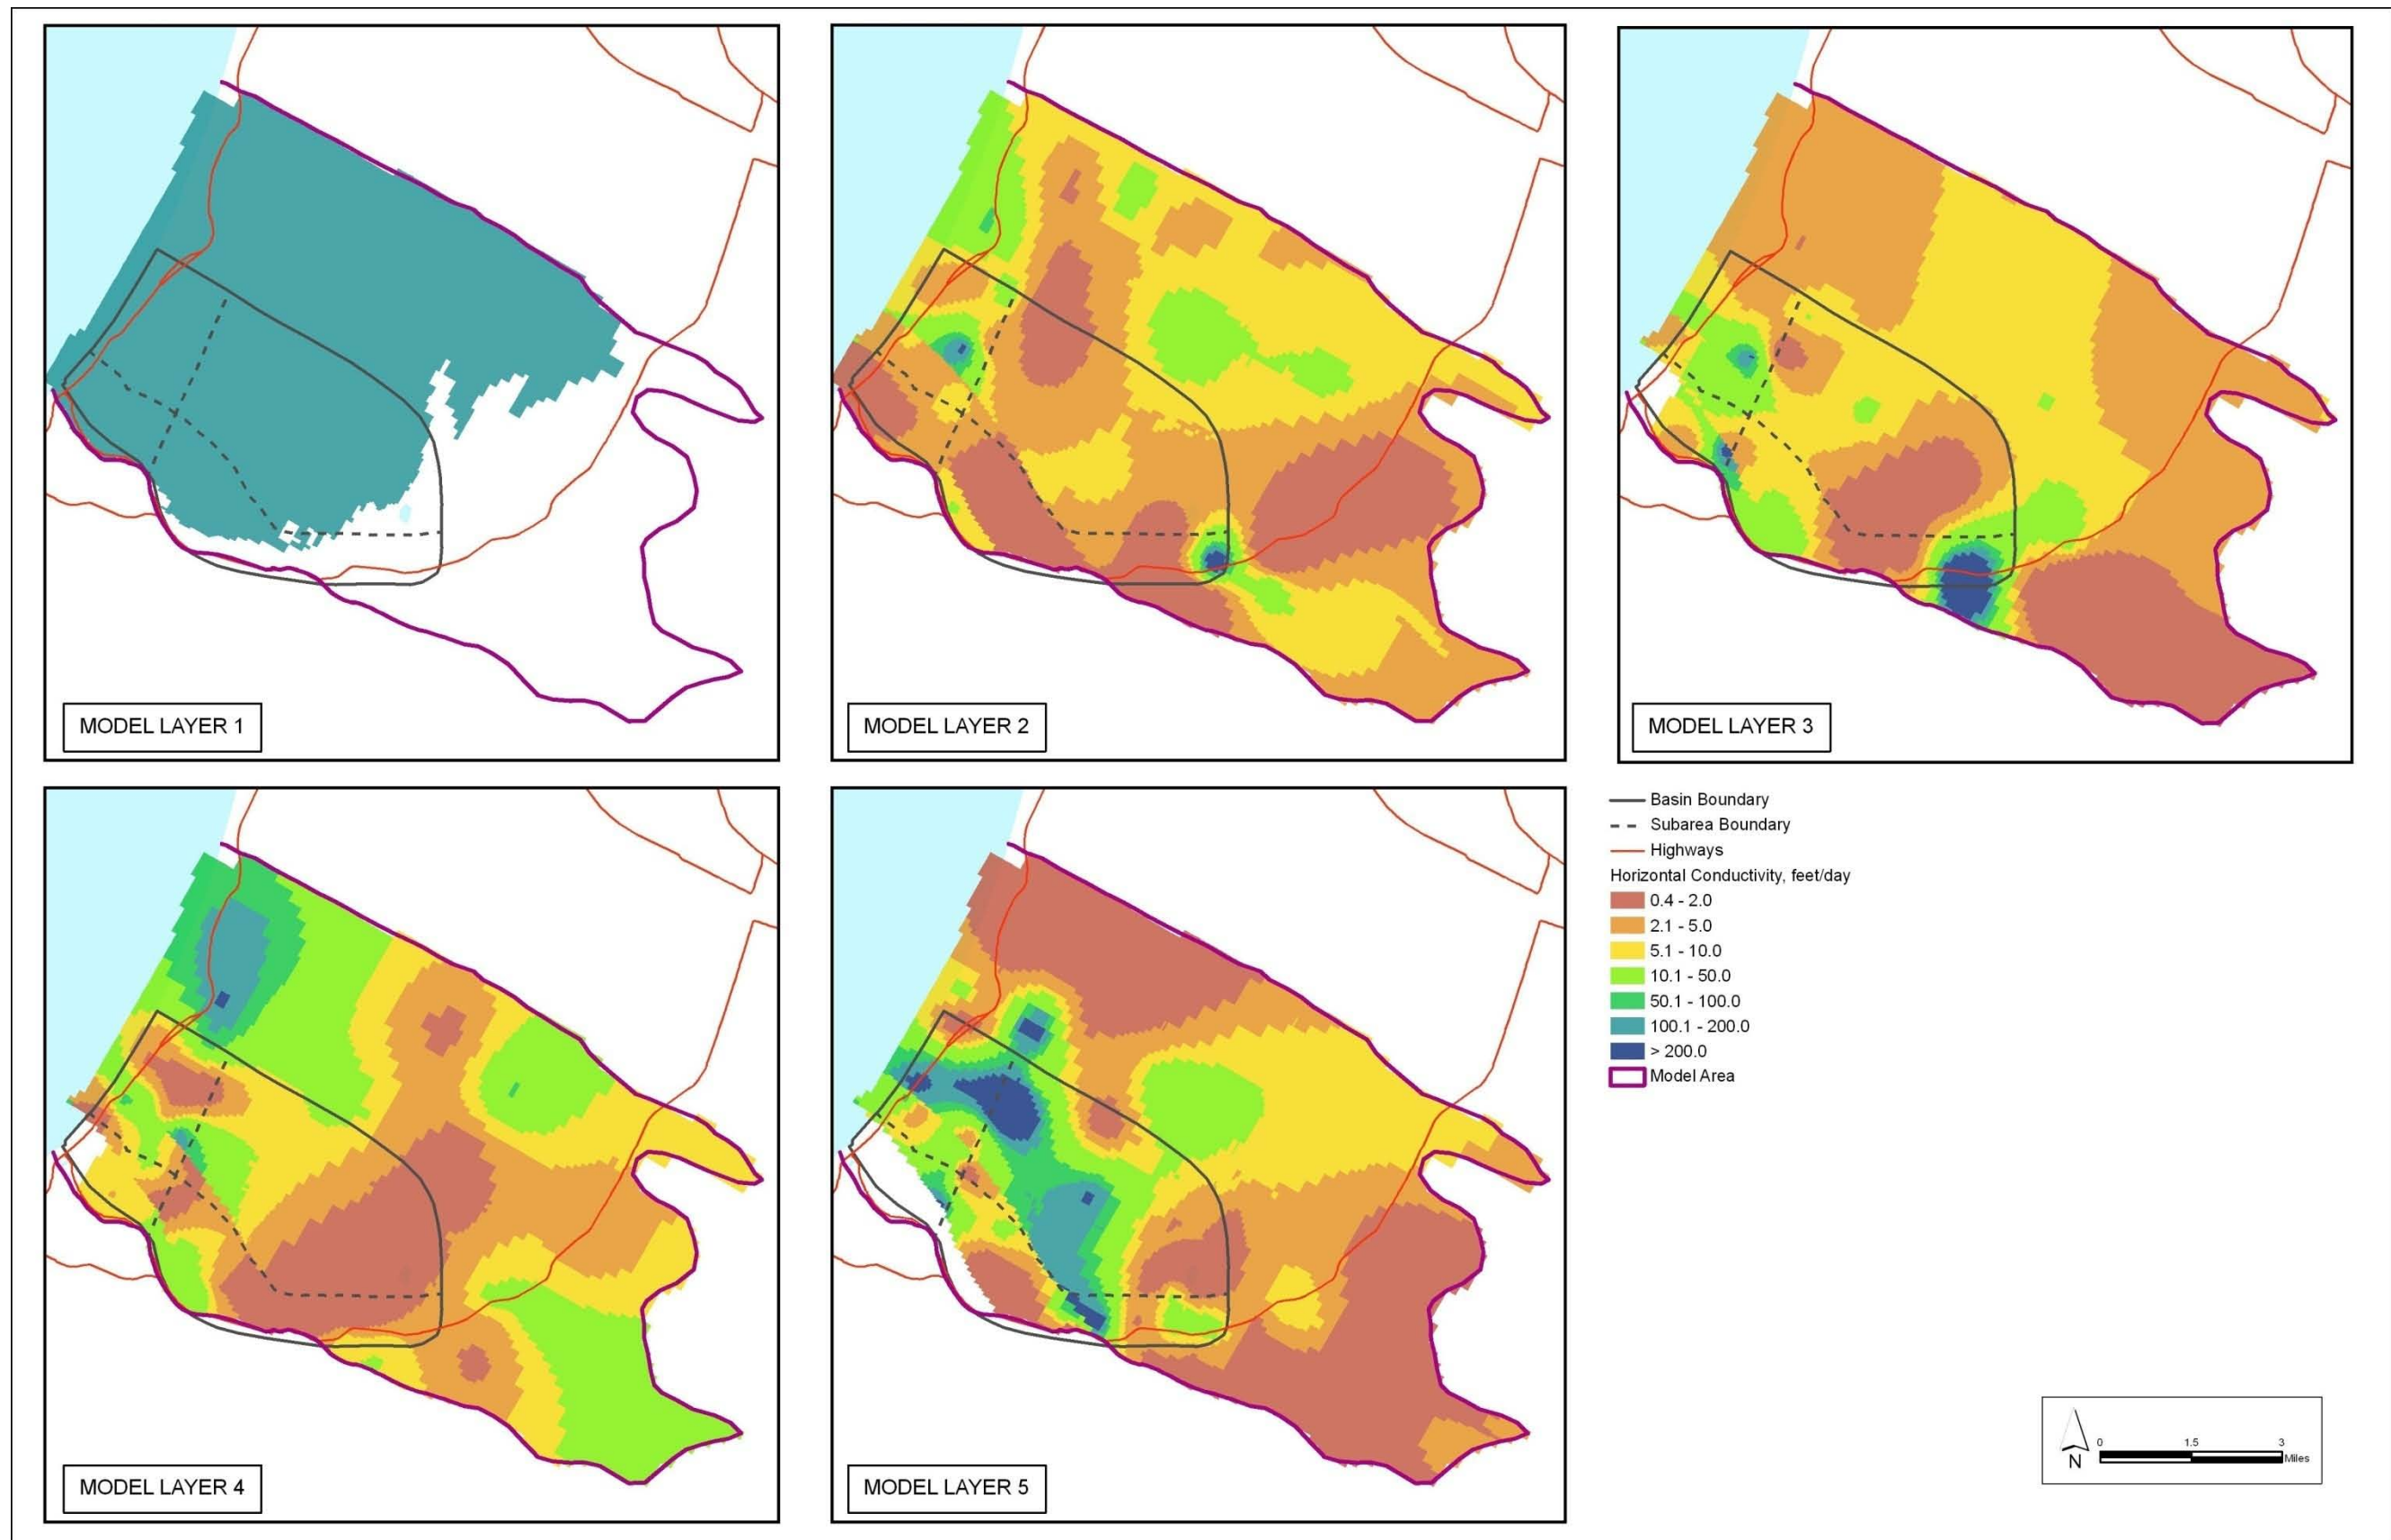 MODEL LAYER 1
MODEL LAYER 2
MODEL LAYER 3
Basin Boundary
Subarea Boundary
Highways
Horizontal Conductivity, feet/day
0.4 - 2.0
2.1 - 5.0
5.1 - 10.0
10.1 - 50.0
50.1 - 100.0
100.1 - 200.0
> 200.0
Model Area
MODEL LAYER 4
MODEL LAYER 5
N
0 1.5 3
Miles